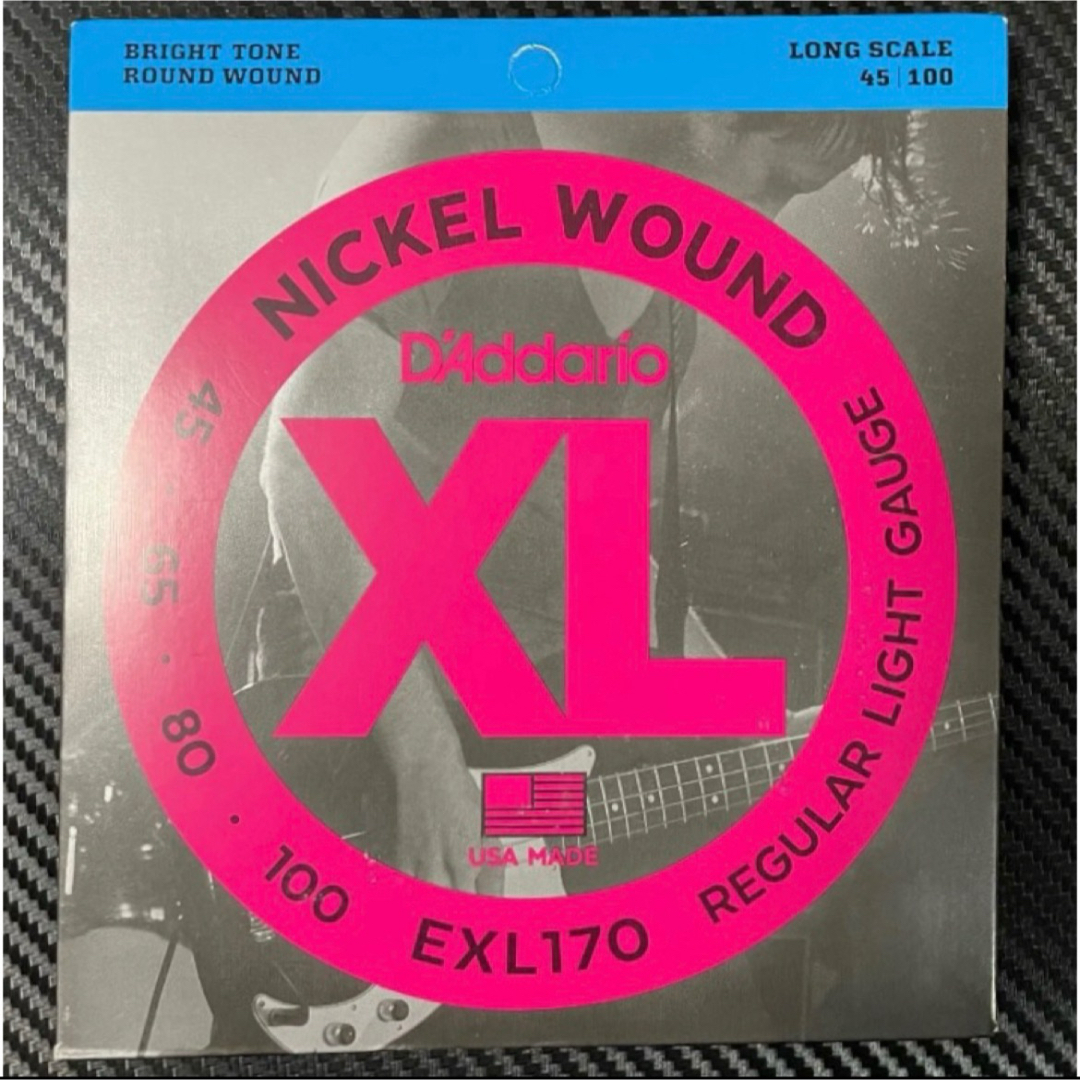 BRIGHT TONE
ROUND WOUND
LONG SCALE
45 | 100
NICKEL WOUND
D'Addario
XL
USA MADE
45 · 65 · 80 · 100
EXL170
REGULAR LIGHT GAUGE